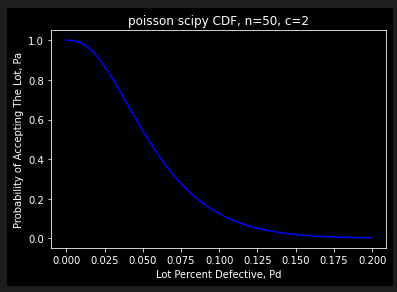 poisson scipy CDF, n=50, c=2
Probability of Accepting The Lot, Pa
1.0
0.8
0.6
0.4
0.2
0.0
0.000 0.025 0.050 0.075 0.100 0.125 0.150 0.175 0.200
Lot Percent Defective, Pd